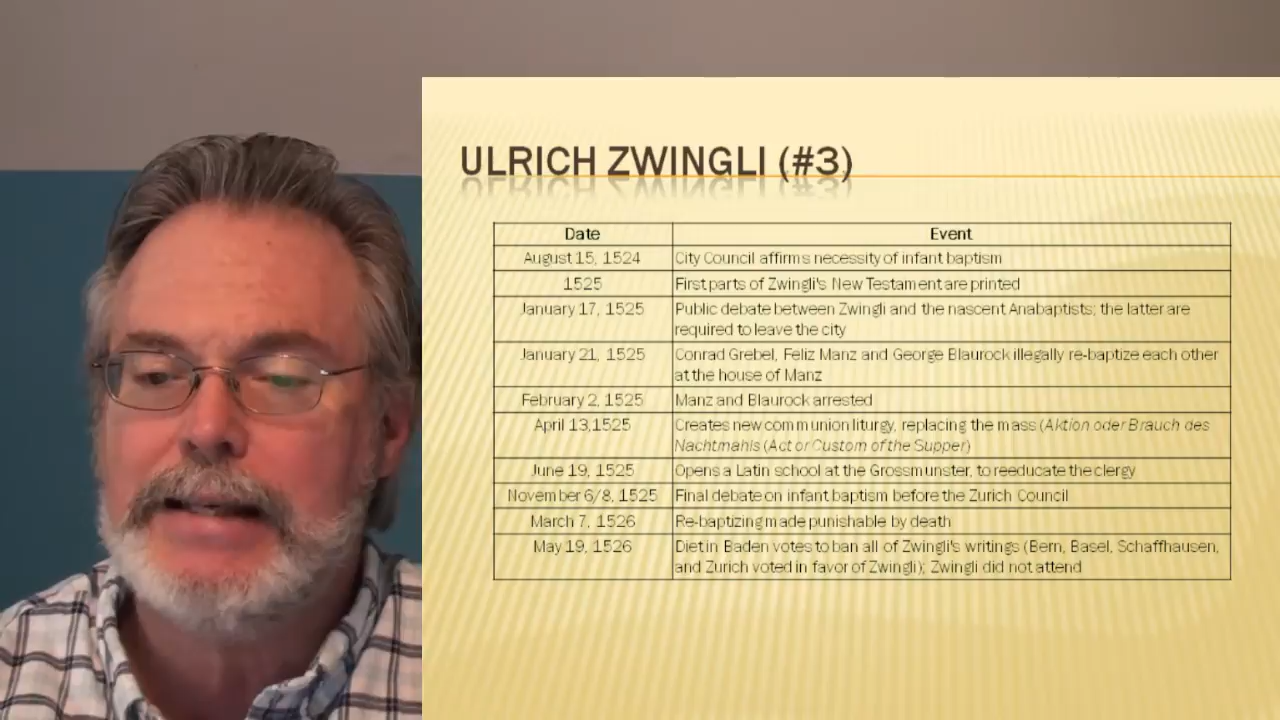 ULRICH ZWINGLI (#3)
Date Event
August 15, 1524 City Council affirms necessity of infant baptism
1525 First parts of Zwingli's New Testament are printed
January 17, 1525 Public debate between Zwingli and the nascent Anabaptists; the latter are
required to leave the city
January 21, 1525 Conrad Grebel, Feliz Manz and George Blaurock illegally re-baptize each other
at the house of Manz
February 2, 1525 Manz and Blaurock arrested
April 13,1525 Creates new communion liturgy, replacing the mass (Aktion oder Brauch des
Nachtmahls (Act or Custom of the Supper)
June 19, 1525 Opens a Latin school at the Grossmunster, to reeducate the clergy
November 6/8, 1525 Final debate on infant baptism before the Zurich Council
March 7, 1526 Re-baptizing made punishable by death
May 19, 1526 Diet in Baden votes to ban all of Zwingli's writings (Bern, Basel, Schaffhausen,
and Zurich voted in favor of Zwingli); Zwingli did not attend